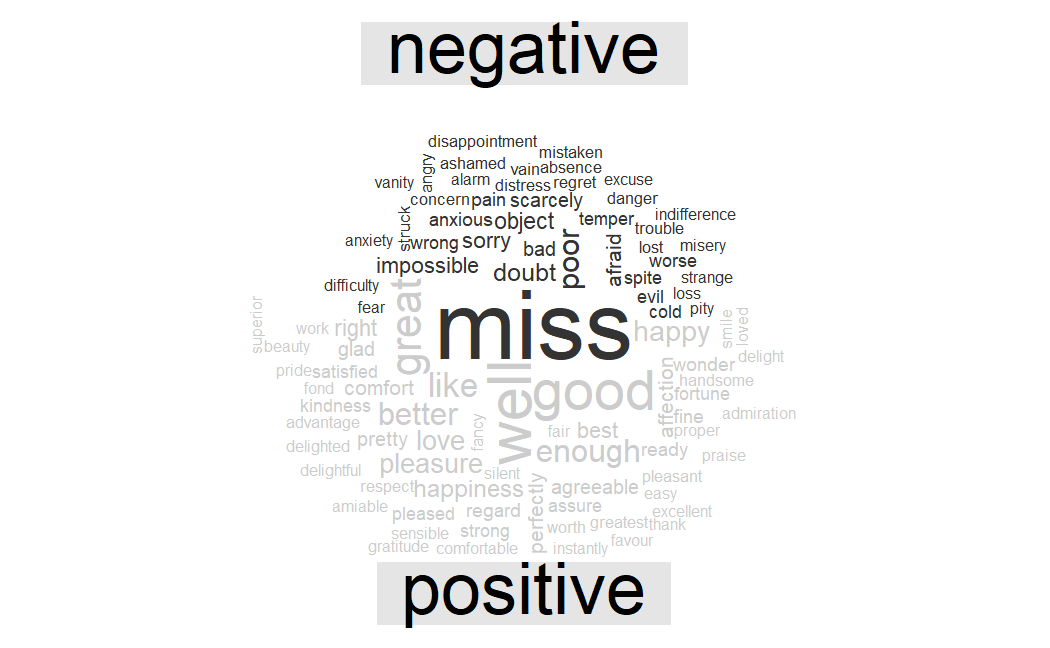 negative
disappointment
mistaken
angry
ashamed
vain
absence
vanity
alarm
distress
regret
excuse
concern
pain
scarcely
danger
struck
anxious
object
temper
indifference
trouble
anxiety
wrong
sorry
bad
poor
afraid
lost
misery
impossible
doubt
worse
difficulty
spite
strange
fear
miss
evil
loss
cold
pity
superior
work
right
great
happy
smile
loved
beauty
glad
delight
pride
satisfied
wonder
handsome
fond
comfort
like
well
good
affection
fortune
kindness
better
fine
admiration
advantage
fancy
fair
best
proper
delighted
pretty
love
enough
ready
praise
delightful
pleasure
silent
pleasant
respect
happiness
perfectly
agreeable
easy
amiable
pleased
regard
assure
excellent
sensible
strong
worth
greatest
thank
gratitude
comfortable
instantly
favour
positive